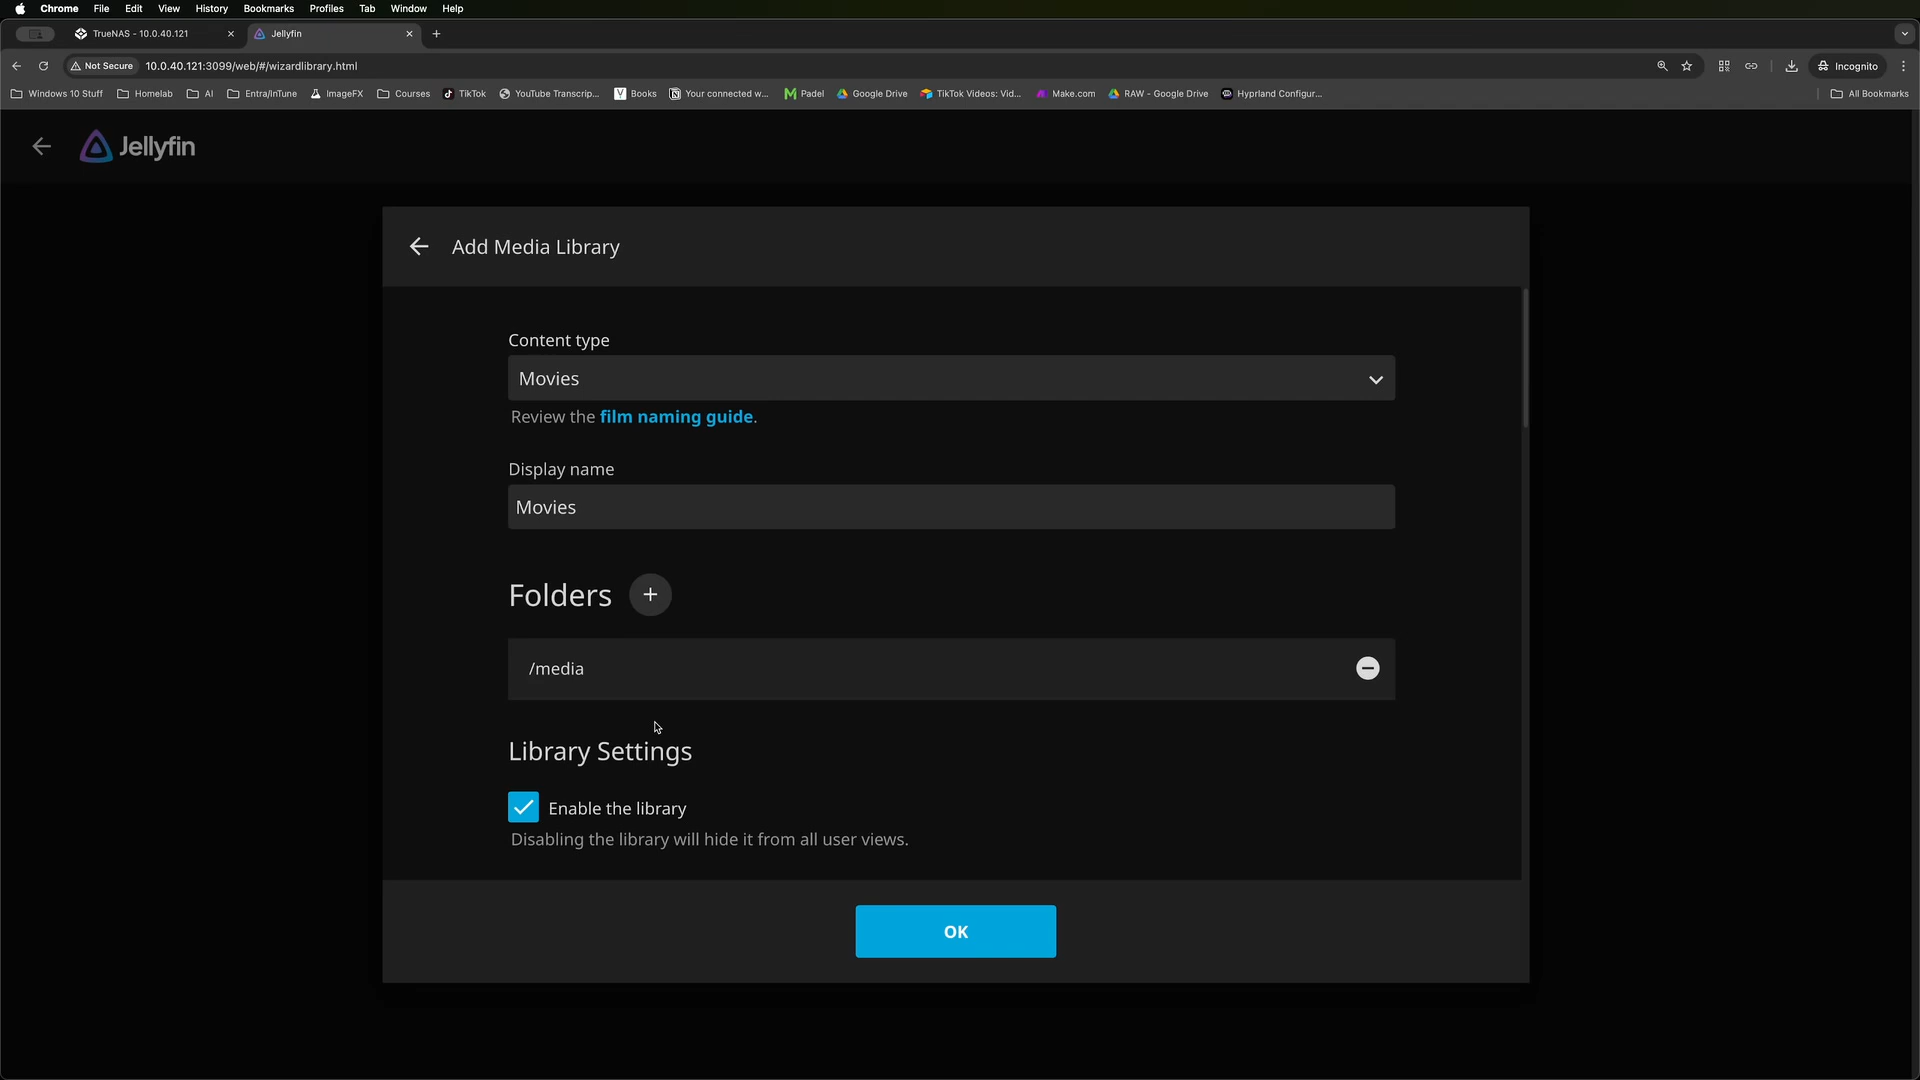 Chrome File Edit View History Bookmarks Profiles Tab Window Help
TrueNAS - 10.0.40.121 Jellyfin
Not Secure 10.0.40.121:3099/web/#/wizardlibrary.html Incognito
Windows 10 Stuff Homelab AI Entra/InTune ImageFX Courses TikTok YouTube Transcrip... Books Your connected w... Padel Google Drive TikTok Videos: Vid... Make.com RAW - Google Drive Hyprland Configur... All Bookmarks
Jellyfin
Add Media Library
Content type
Movies
Review the film naming guide.
Display name
Movies
Folders
/media
Library Settings
Enable the library
Disabling the library will hide it from all user views.
OK